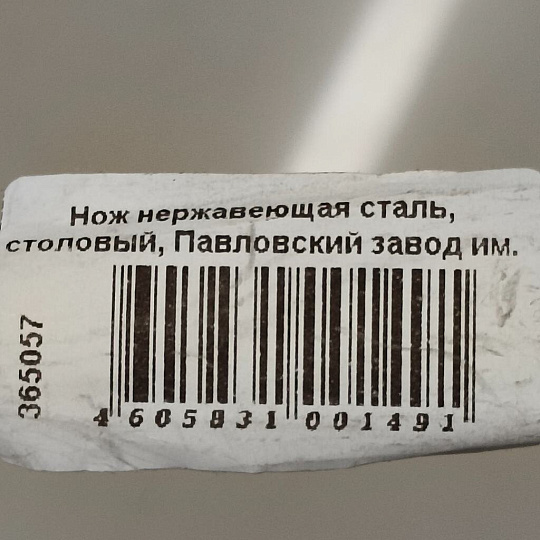 Нож нержавеющая сталь,
столовый, Павловский завод им.
365057
4 605831 001491